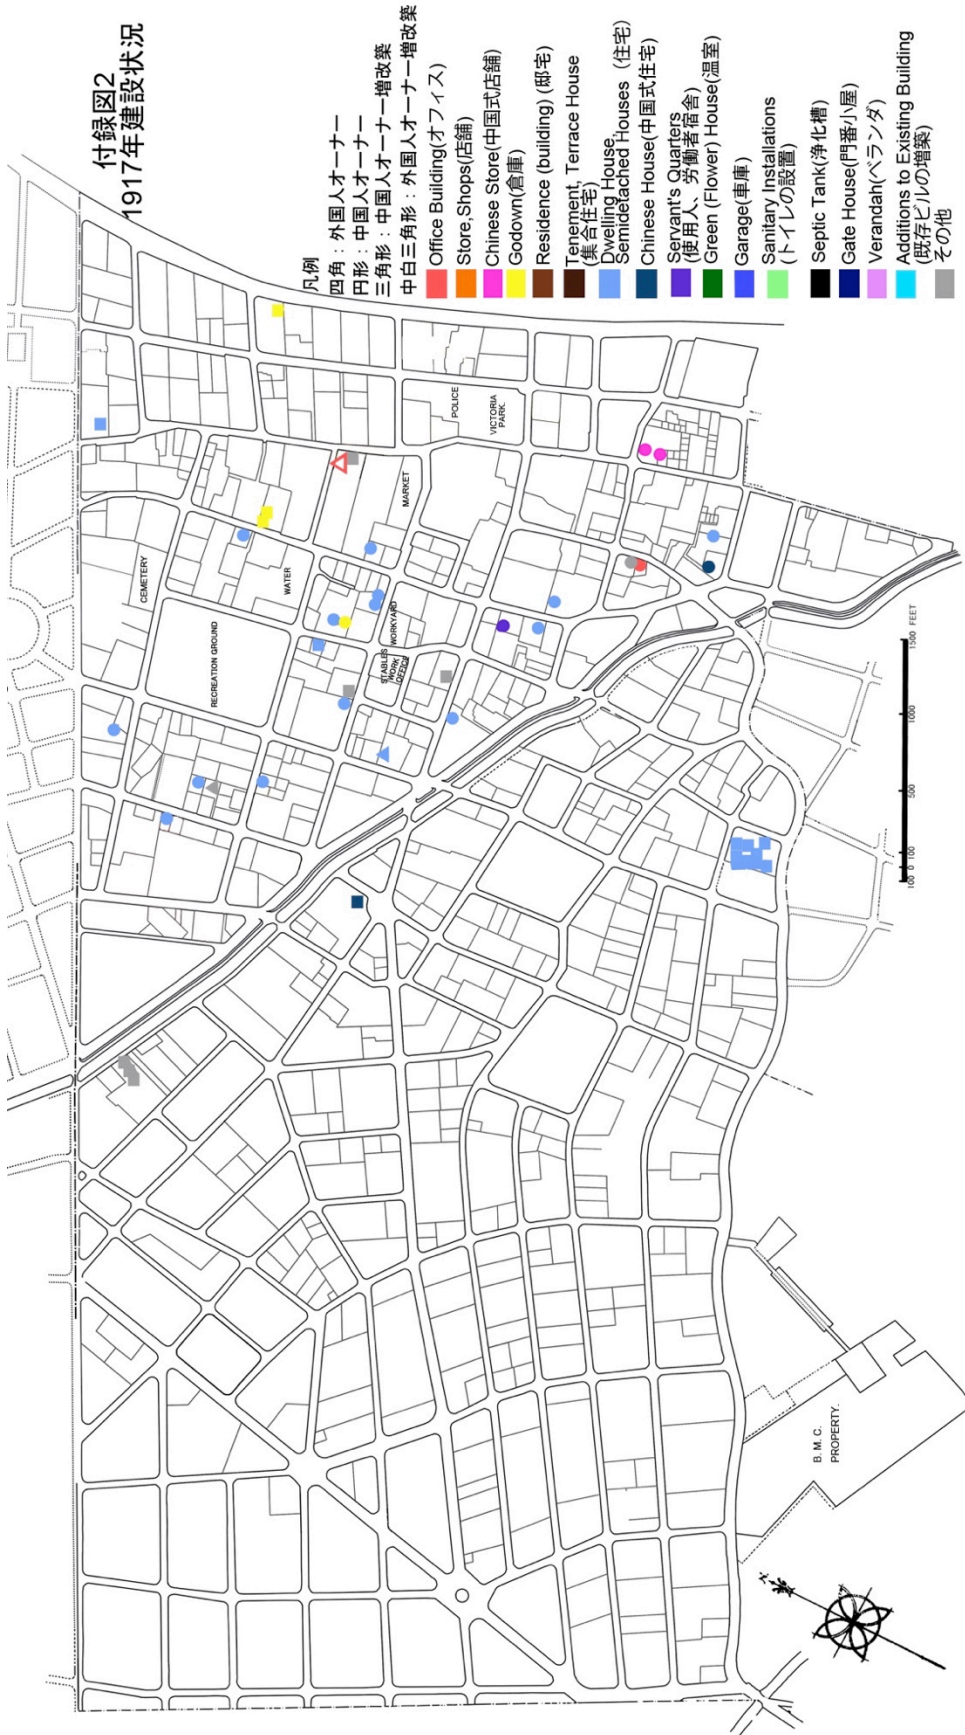 付録図2
1917年建設状況
凡例
四角：外国人オーナー
円形：中国人オーナー
三角形：中国人オーナー増改築
中白三角形：外国人オーナー増改築
Office Building(オフィス)
Store,Shops(店舗)
Chinese Store(中国式店舗)
Godown(倉庫)
Residence (building) (邸宅)
Tenement, Terrace House
(集合住宅)
Dwelling House,
Semidetached Houses (住宅)
Chinese House(中国式住宅)
Servant's Quarters
(使用人、労働者宿舎)
Green (Flower) House(温室)
Garage(車庫)
Sanitary Installations
(トイレの設置)
Septic Tank(浄化槽)
Gate House(門番小屋)
Verandah(ベランダ)
Additions to Existing Building
(既存ビルの増築)
その他
POLICE
VICTORIA
PARK.
MARKET
CEMETERY
WATER
RECREATION GROUND
WORKYARD
STABLES
WORK
OFFICE
B. M. C.
PROPERTY.
100 0 100 500 1000 1500 FEET